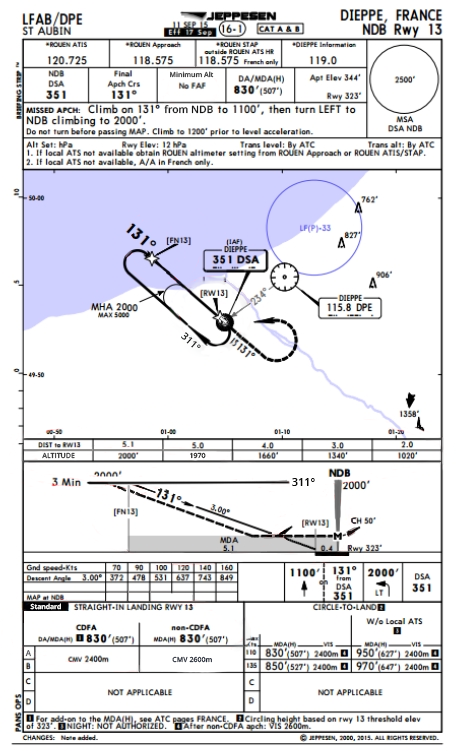 LFAB/DPE
ST AUBIN
JEPPESEN
11 SEP 15
Eff 17 Sep
16-1
CAT A & B
DIEPPE, FRANCE
NDB Rwy 13
BRIEFING STRIP ™
*ROUEN ATIS
120.725
*ROUEN Approach
118.575
*ROUEN STAP
outside ROUEN ATS HR
118.575 French only
*DIEPPE Information
119.0
NDB
DSA
351
Final
Apch Crs
131°
Minimum Alt
No FAF
DA/MDA(H)
830'(507')
Apt Elev 344'
Rwy 323'
2500'
MSA
DSA NDB
MISSED APCH: Climb on 131° from NDB to 1100', then turn LEFT to
NDB climbing to 2000'.
Do not turn before passing MAP. Climb to 1200' prior to level acceleration.
Alt Set: hPa Rwy Elev: 12 hPa Trans level: By ATC Trans alt: By ATC
1. If local ATS not available obtain ROUEN altimeter setting from ROUEN Approach or ROUEN ATIS/STAP.
2. If local ATS not available, A/A in French only.
10
50-00
762'
LF(P)-33
827'
131°
[FN13]
(IAF)
DIEPPE
351 DSA
906'
5
[RW13]
234°
MHA 2000
MAX 5000
DIEPPE
115.8 DPE
311°
131°
0
49-50
1358'
00-50
01-00
01-10
01-20
DIST to RW13 5.1 5.0 4.0 3.0 2.0
ALTITUDE 2000' 1970 1660' 1340' 1020'
3 Min
2000'
311°
NDB
2000'
131°
3.00°
[FN13]
[RW13]
CH 50'
M
MDA
5.1
0.4
Rwy 323'
Gnd speed-Kts 70 90 100 120 140 160
Descent Angle 3.00° 372 478 531 637 743 849
MAP at NDB
1100'
on
131°
from
DSA
351
2000'
LT
DSA
351
Standard
STRAIGHT-IN LANDING RWY 13
CIRCLE-TO-LAND 2
CDFA
DA/MDA(H) 1 830'(507')
non-CDFA
MDA(H) 830'(507')
W/o Local ATS
3
MDA(H) VIS MDA(H) VIS
A
B
CMV 2400m
CMV 2600m
110 830'(507') 2400m 4 950'(627') 2400m 4
135 850'(527') 2400m 4 970'(647') 2400m 4
C
D
NOT APPLICABLE
C
D
NOT APPLICABLE
PANS OPS
1 For add-on to the MDA(H), see ATC pages FRANCE. 2 Circling height based on rwy threshold elev
of 323'. 3 NIGHT: NOT AUTHORIZED. 4 After non-CDFA apch: VIS 2600m.
CHANGES: Note added.
© JEPPESEN, 2000, 2015. ALL RIGHTS RESERVED.